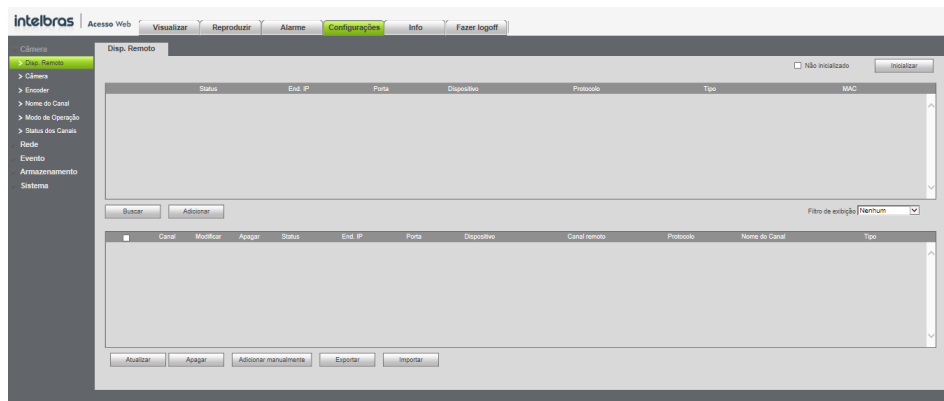 intelbras Acesso Web Visualizar Reproduzir Alarme Configurações Info Fazer logoff
Câmera
> Disp. Remoto
> Câmera
> Encoder
> Nome do Canal
> Modo de Operação
> Status dos Canais
Rede
Evento
Armazenamento
Sistema
Disp. Remoto
Não inicializado Inicializar
Status End. IP Porta Dispositivo Protocolo Tipo MAC
Buscar Adicionar Filtro de exibição Nenhum
Canal Modificar Apagar Status End. IP Porta Dispositivo Canal remoto Protocolo Nome do Canal Tipo
Atualizar Apagar Adicionar manualmente Exportar Importar